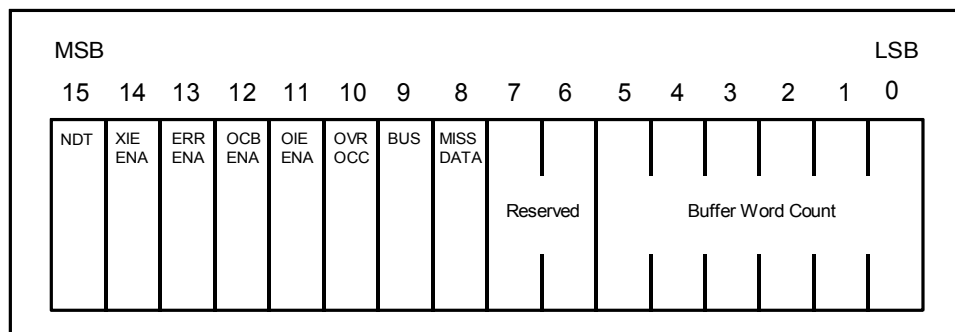 MSB LSB
15 14 13 12 11 10 9 8 7 6 5 4 3 2 1 0
NDT XIE ERR OCB OIE OVR BUS MISS
ENA ENA ENA ENA OCC DATA
Reserved Buffer Word Count